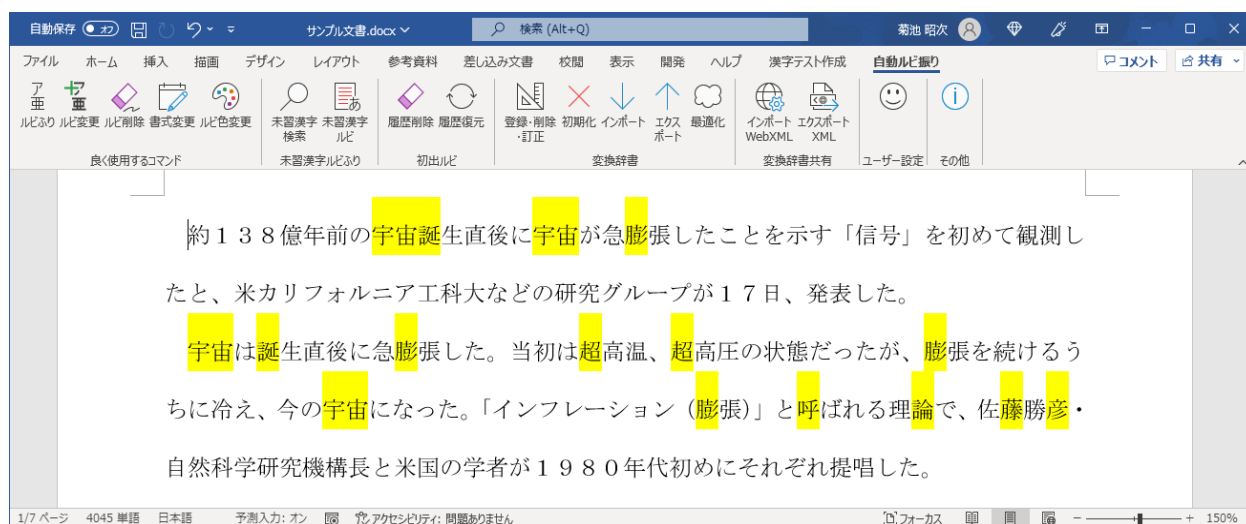 自動保存 オフ サンプル文書.docx 検索 (Alt+Q) 菊池 昭次
ファイル ホーム 挿入 描画 デザイン レイアウト 参考資料 差し込み文書 校閲 表示 開発 ヘルプ 漢字テスト作成 自動ルビ振り コメント 共有
ルビふり ルビ変更 ルビ削除 書式変更 ルビ色変更 未習漢字検索 未習漢字ルビ 履歴削除 履歴復元 登録・削除・訂正 初期化 インポート エクスポート 最適化 インポートWebXML エクスポートXML
良く使用するコマンド 未習漢字ルビふり 初出ルビ 変換辞書 変換辞書共有 ユーザー設定 その他
約１３８億年前の宇宙誕生直後に宇宙が急膨張したことを示す「信号」を初めて観測し
たと、米カリフォルニア工科大などの研究グループが１７日、発表した。
宇宙は誕生直後に急膨張した。当初は超高温、超高圧の状態だったが、膨張を続けるう
ちに冷え、今の宇宙になった。「インフレーション（膨張）」と呼ばれる理論で、佐藤勝彦・
自然科学研究機構長と米国の学者が１９８０年代初めにそれぞれ提唱した。
1/7 ページ 4045 単語 日本語 予測入力: オン アクセシビリティ: 問題ありません フォーカス 150%